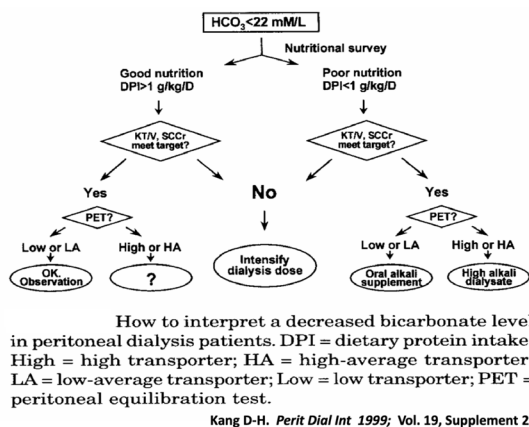 HCO₃<22 mM/L
Nutritional survey
Good nutrition
DPI>1 g/kg/D
Poor nutrition
DPI<1 g/kg/D
KT/V, SCCr
meet target?
KT/V, SCCr
meet target?
Yes
No
Yes
PET?
PET?
Low or LA
High or HA
Low or LA
High or HA
OK.
Observation
?
Intensify
dialysis dose
Oral alkali
supplement
High alkali
dialysate
How to interpret a decreased bicarbonate level
in peritoneal dialysis patients. DPI = dietary protein intake
High = high transporter; HA = high-average transporter
LA = low-average transporter; Low = low transporter; PET =
peritoneal equilibration test.
Kang D-H. Perit Dial Int 1999; Vol. 19, Supplement 2